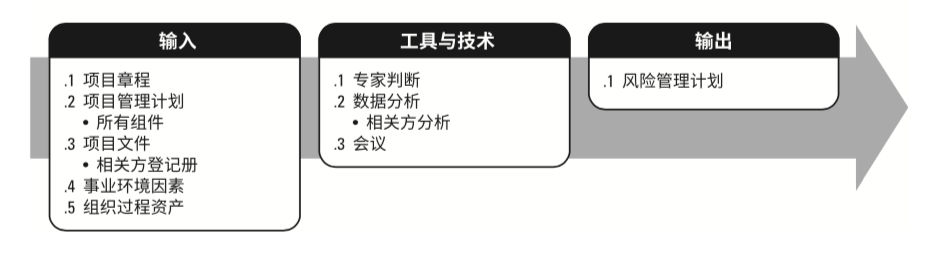 输入
.1 项目章程
.2 项目管理计划
• 所有组件
.3 项目文件
• 相关方登记册
.4 事业环境因素
.5 组织过程资产
工具与技术
.1 专家判断
.2 数据分析
• 相关方分析
.3 会议
输出
.1 风险管理计划